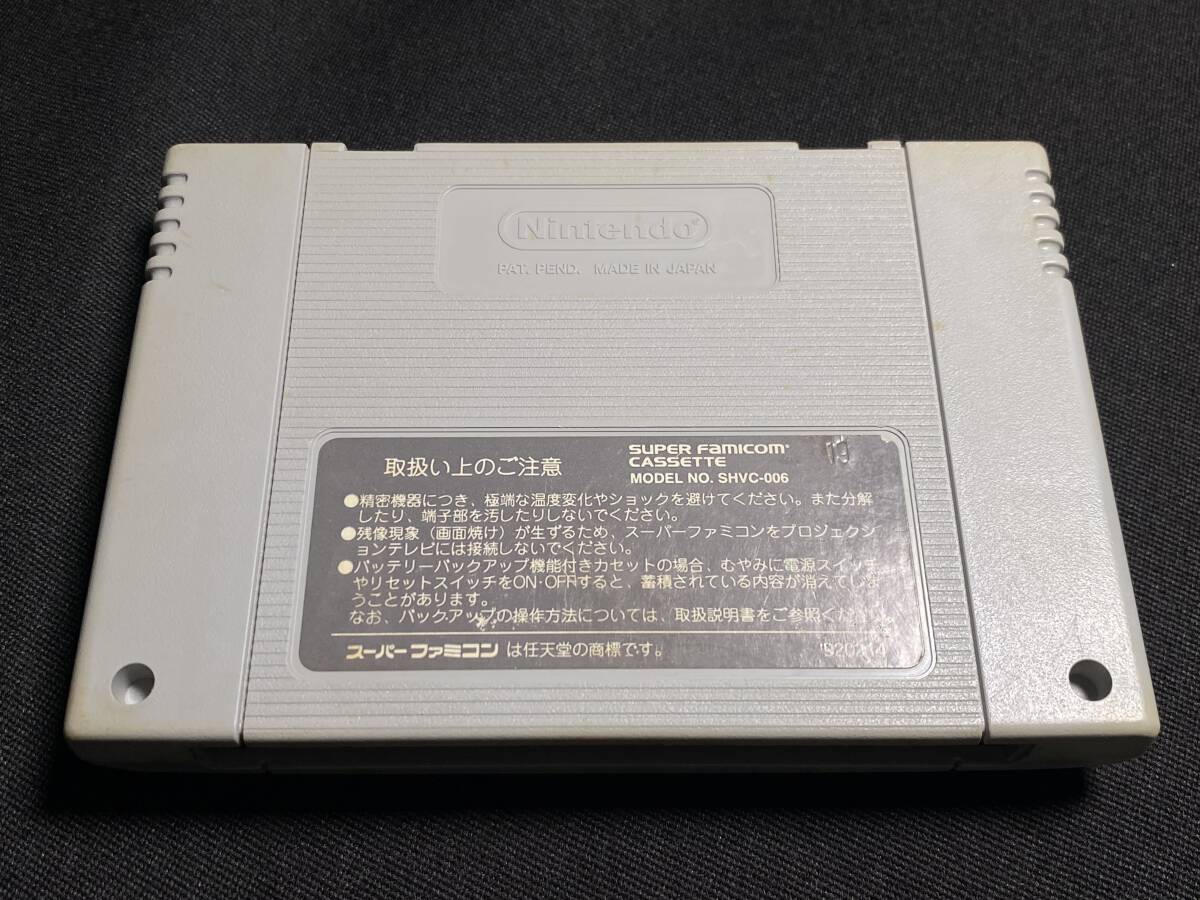 Nintendo®
PAT. PEND. MADE IN JAPAN
取扱い上のご注意
SUPER FAMICOM®
CASSETTE
MODEL NO. SHVC-006
10
●精密機器につき、極端な温度変化やショックを避けてください。また分解
したり、端子部を汚したりしないでください。
●残像現象（画面焼け）が生ずるため、スーパーファミコンをプロジェクシ
ョンテレビには接続しないでください。
●バッテリーバックアップ機能付きカセットの場合、むやみに電源スイッチ
やリセットスイッチをON・OFFすると、蓄積されている内容が消えてしま
うことがあります。
なお、バックアップの操作方法については、取扱説明書をご参照くださ
スーパーファミコン は任天堂の商標です。